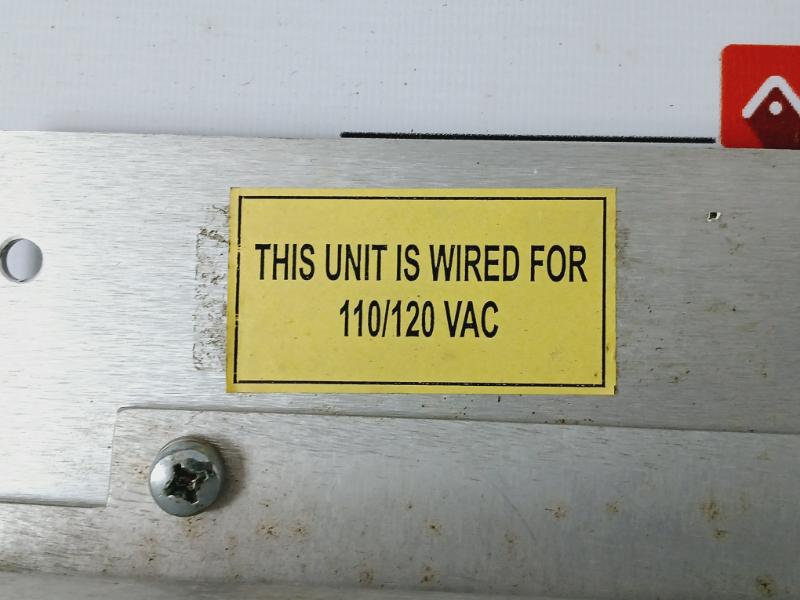 THIS UNIT IS WIRED FOR
110/120 VAC